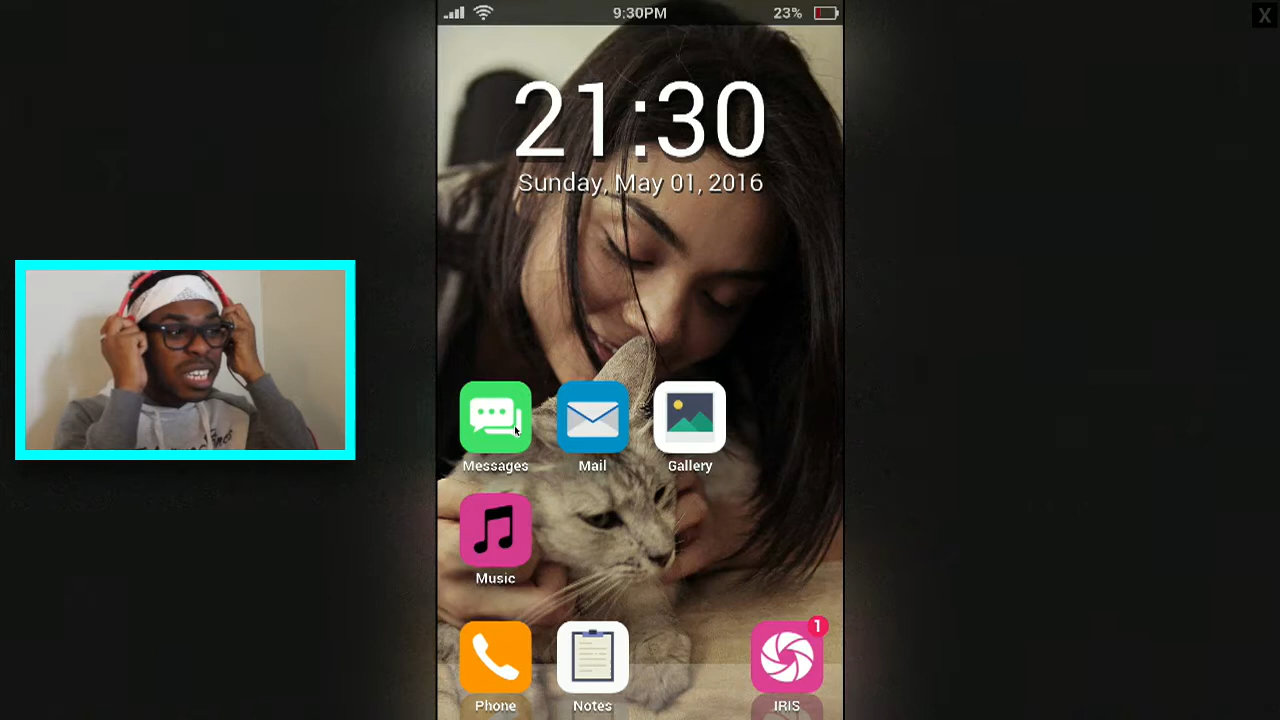 9:30PM
23%
X
21:30
Sunday, May 01, 2016
Messages
Mail
Gallery
Music
1
Phone
Notes
IRIS